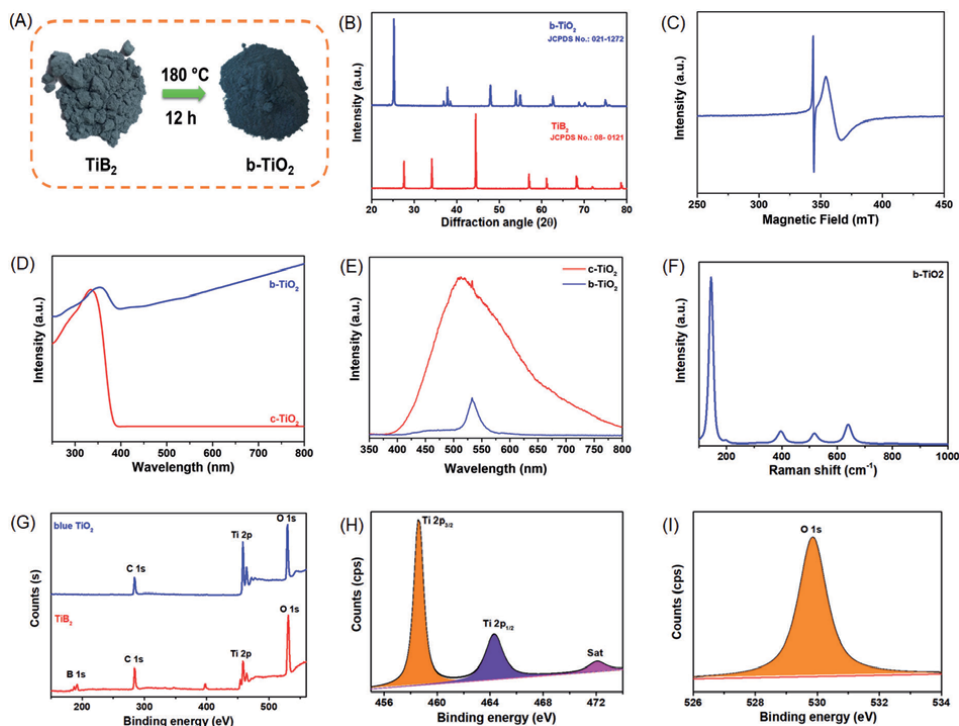 (A)
180 °C
12 h
TiB2
b-TiO2
(B)
Intensity (a.u.)
b-TiO2
JCPDS No.: 021-1272
TiB2
JCPDS No.: 08- 0121
20 30 40 50 60 70 80
Diffraction angle (2θ)
(C)
Intensity (a.u.)
250 300 350 400 450
Magnetic Field (mT)
(D)
Intensity (a.u.)
b-TiO2
c-TiO2
300 400 500 600 700 800
Wavelength (nm)
(E)
Intensity (a.u.)
c-TiO2
b-TiO2
350 400 450 500 550 600 650 700 750 800
Wavelength (nm)
(F)
Intensity (a.u.)
b-TiO2
200 400 600 800 1000
Raman shift (cm-1)
(G)
Counts (s)
blue TiO2
C 1s
Ti 2p
O 1s
TiB2
B 1s
C 1s
Ti 2p
O 1s
200 300 400 500
Binding energy (eV)
(H)
Counts (cps)
Ti 2p3/2
Ti 2p1/2
Sat
456 460 464 468 472
Binding energy (eV)
(I)
Counts (cps)
O 1s
526 528 530 532 534
Binding energy (eV)